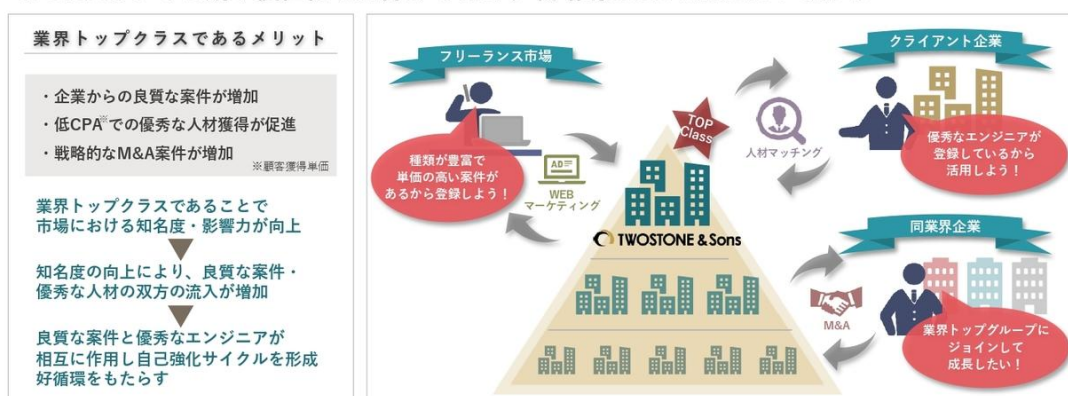 業界トップクラスであるメリット
・企業からの良質な案件が増加
・低CPA※での優秀な人材獲得が促進
・戦略的なM&A案件が増加
※顧客獲得単価
業界トップクラスであることで
市場における知名度・影響力が向上
知名度の向上により、良質な案件・
優秀な人材の双方の流入が増加
良質な案件と優秀なエンジニアが
相互に作用し自己強化サイクルを形成
好循環をもたらす
フリーランス市場
種類が豊富で
単価の高い案件が
あるから登録しよう！
AD
WEB
マーケティング
TOP
Class
TWOSTONE & Sons
人材マッチング
クライアント企業
優秀なエンジニアが
登録しているから
活用しよう！
同業界企業
M&A
業界トップグループに
ジョインして
成長したい！